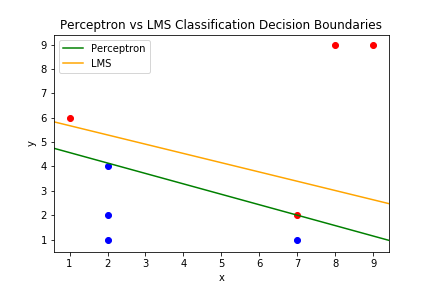 Perceptron vs LMS Classification Decision Boundaries
Perceptron
LMS
9
8
7
6
5
4
3
2
1
y
1 2 3 4 5 6 7 8 9
x